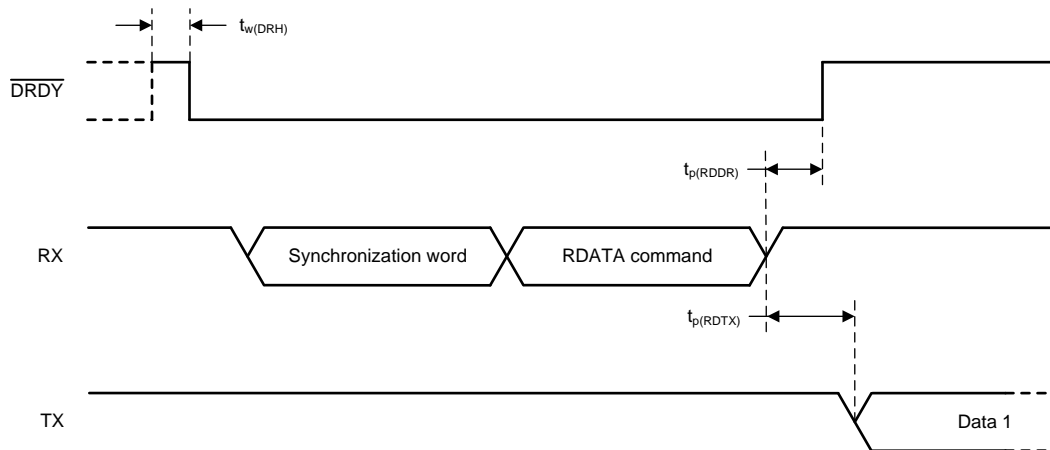 tw(DRH)
DRDY
tp(RDDR)
RX
Synchronization word
RDATA command
tp(RDTX)
TX
Data 1